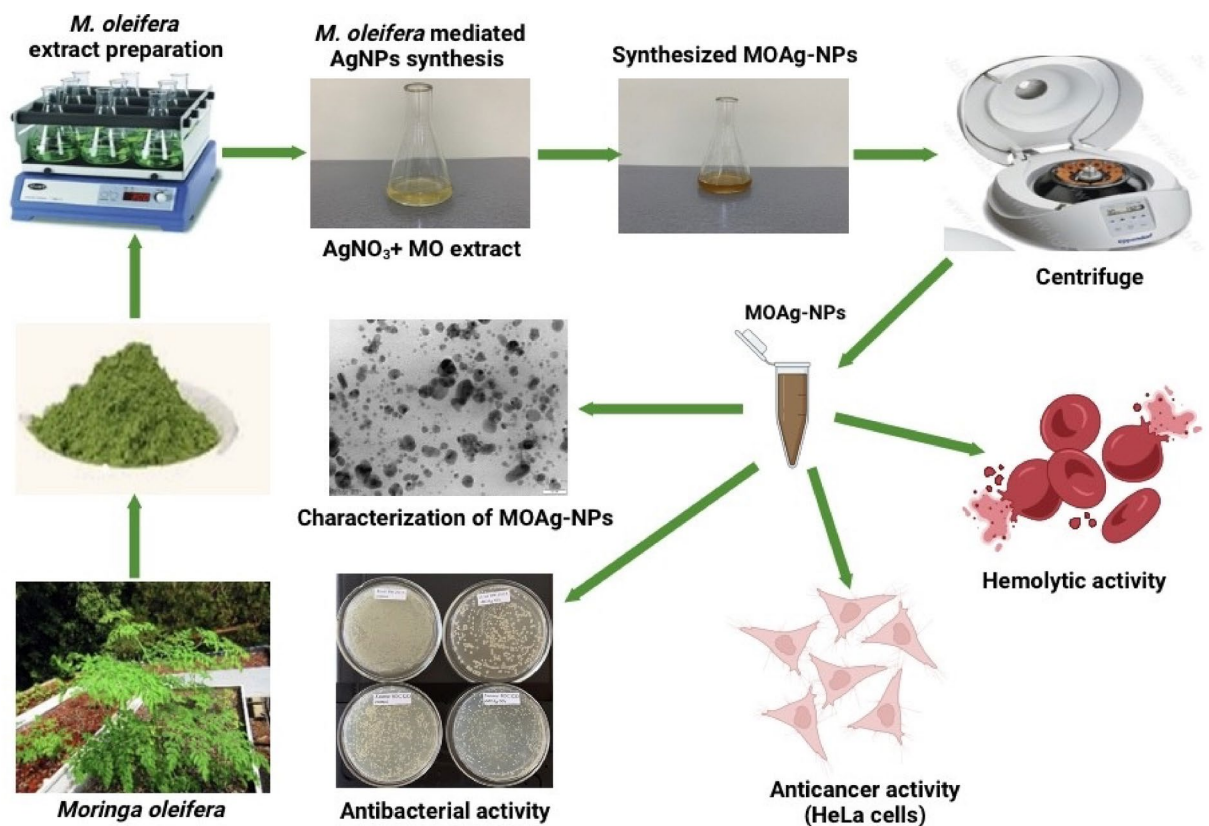 M. oleifera
extract preparation
M. oleifera mediated
AgNPs synthesis
Synthesized MOAg-NPs
AgNO₃+ MO extract
Centrifuge
eppendorf
MOAg-NPs
Characterization of MOAg-NPs
Hemolytic activity
Moringa oleifera
Antibacterial activity
Anticancer activity
(HeLa cells)